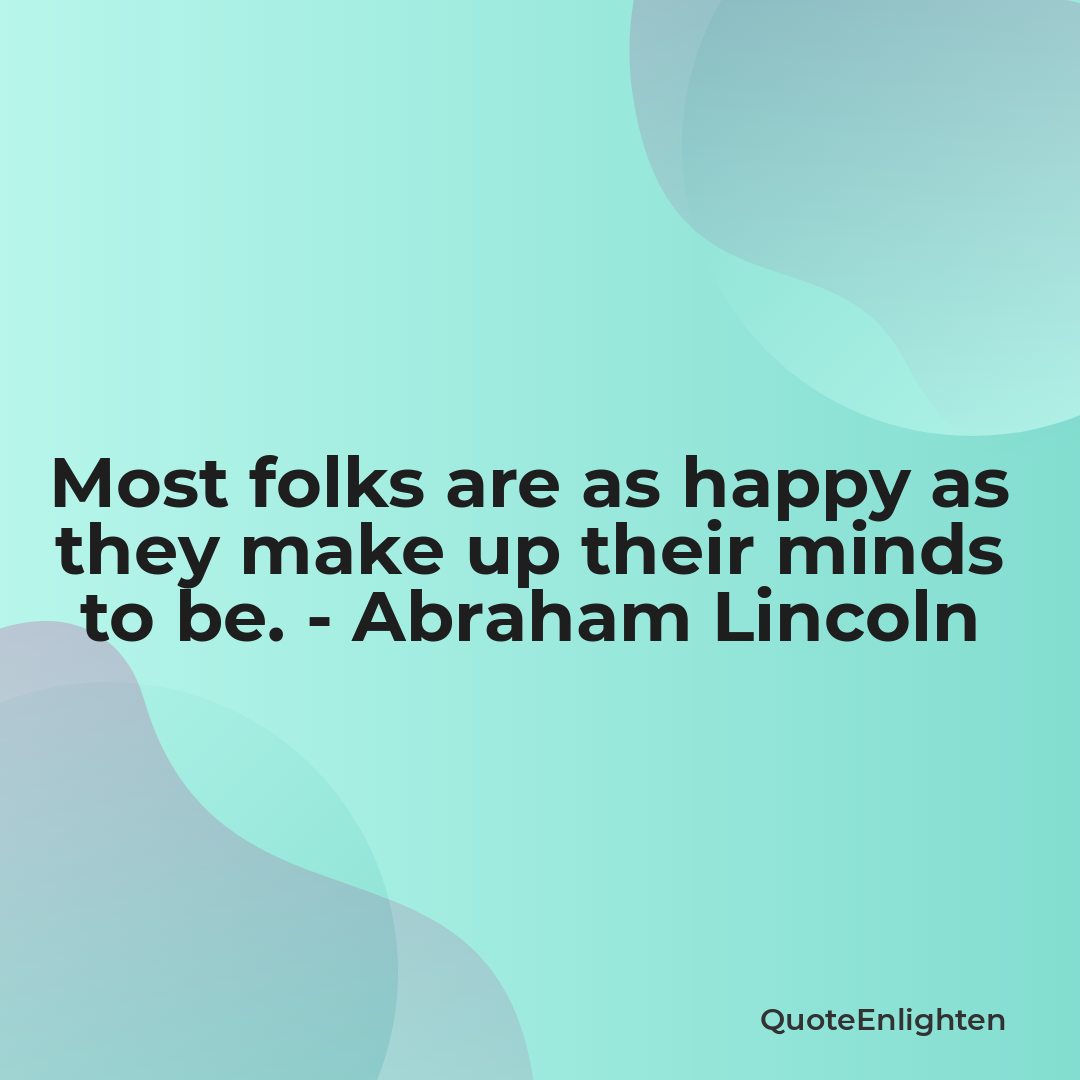 Most folks are as happy as
they make up their minds
to be. - Abraham Lincoln
QuoteEnlighten